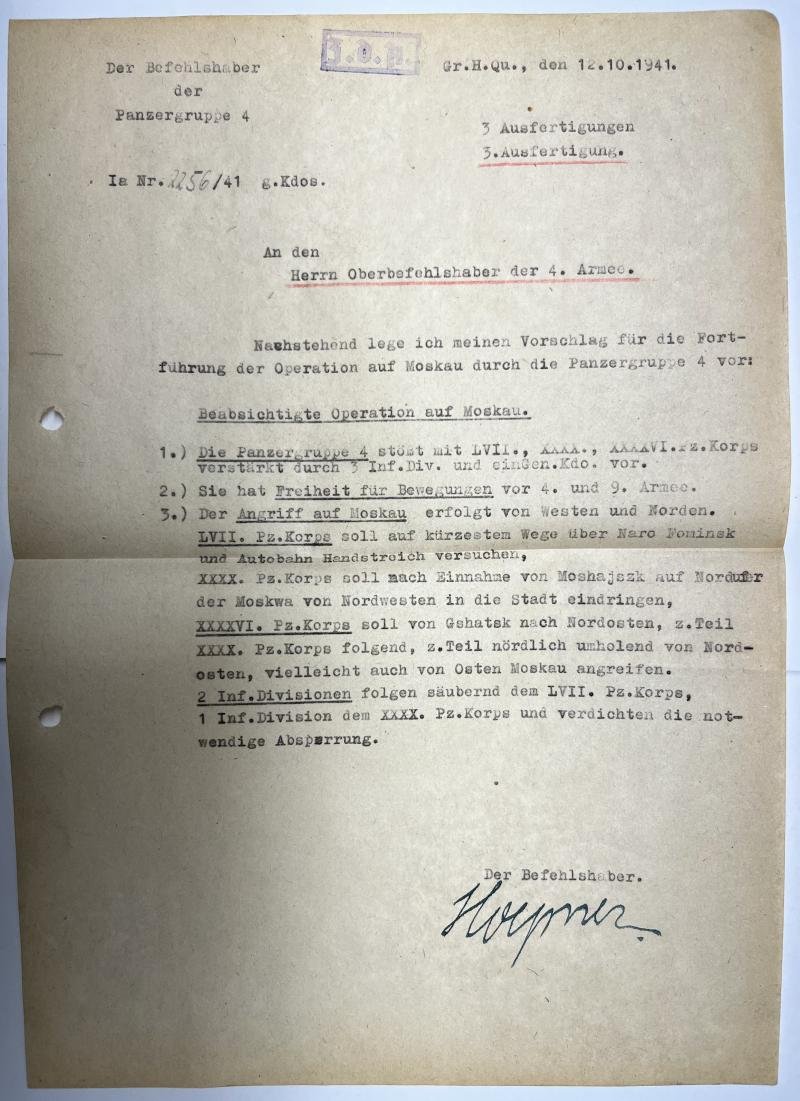 J.O.p.
Der Befehlshaber
der
Panzergruppe 4
Gr.H.Qu., den 12.10.1941.
3 Ausfertigungen
3.Ausfertigung.
Ia Nr.2256/41 g.Kdos.
An den
Herrn Oberbefehlshaber der 4. Armee.
Nachstehend lege ich meinen Vorschlag für die Fort-
führung der Operation auf Moskau durch die Panzergruppe 4 vor:
Beabsichtigte Operation auf Moskau.
1.) Die Panzergruppe 4 stößt mit LVII., XXXX., XXXXVI.Pz.Korps
verstärkt durch 3 Inf.Div. und einGen.Kdo. vor.
2.) Sie hat Freiheit für Bewegungen vor 4. und 9. Armee.
3.) Der Angriff auf Moskau erfolgt von Westen und Norden.
LVII. Pz.Korps soll auf kürzestem Wege über Naro Fominsk
und Autobahn Handstreich versuchen,
XXXX. Pz.Korps soll nach Einnahme von Moshajszk auf Nordufer
der Moskwa von Nordwesten in die Stadt eindringen,
XXXXVI. Pz.Korps soll von Gshatsk nach Nordosten, z.Teil
XXXX. Pz.Korps folgend, z.Teil nördlich umholend von Nord-
osten, vielleicht auch von Osten Moskau angreifen.
2 Inf.Divisionen folgen säubernd dem LVII. Pz.Korps,
1 Inf.Division dem XXXX. Pz.Korps und verdichten die not-
wendige Absperrung.
Der Befehlshaber.
Hoepner.